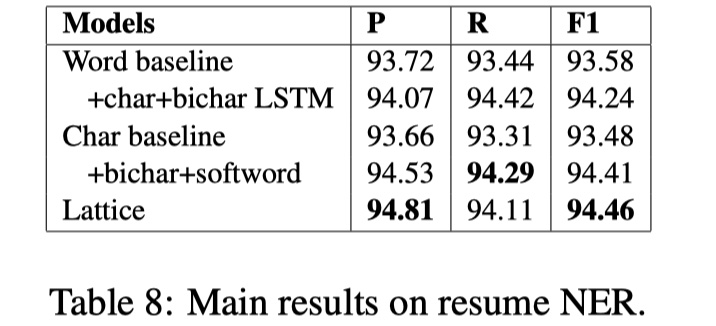 Models P R F1
Word baseline 93.72 93.44 93.58
+char+bichar LSTM 94.07 94.42 94.24
Char baseline 93.66 93.31 93.48
+bichar+softword 94.53 94.29 94.41
Lattice 94.81 94.11 94.46
Table 8: Main results on resume NER.